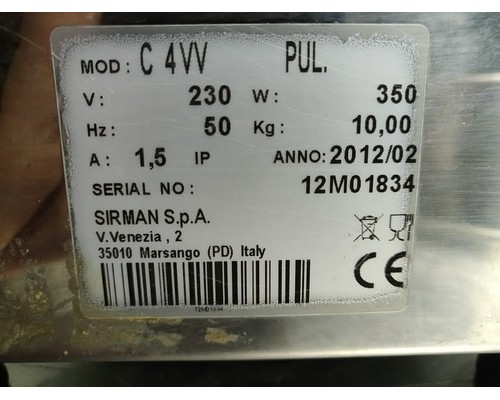 MOD: C 4VV PUL.
V: 230 W: 350
Hz: 50 Kg: 10,00
A: 1,5 IP ANNO: 2012/02
SERIAL NO: 12M01834
SIRMAN S.p.A.
V.Venezia , 2
35010 Marsango (PD) Italy
CE
12M01834